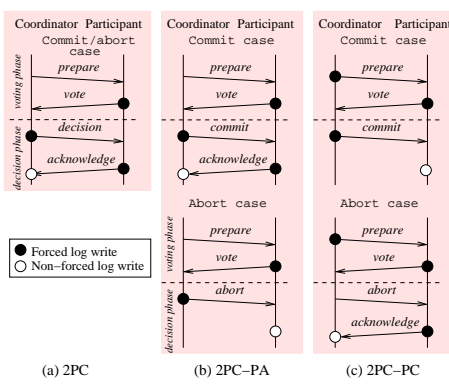 Coordinator Participant
Commit/abort
case
voting phase
prepare
vote
decision phase
decision
acknowledge
Coordinator Participant
Commit case
prepare
vote
commit
acknowledge
Coordinator Participant
Commit case
prepare
vote
commit
Forced log write
Non-forced log write
Abort case
voting phase
prepare
vote
decision phase
abort
Abort case
prepare
vote
abort
acknowledge
(a) 2PC
(b) 2PC-PA
(c) 2PC-PC